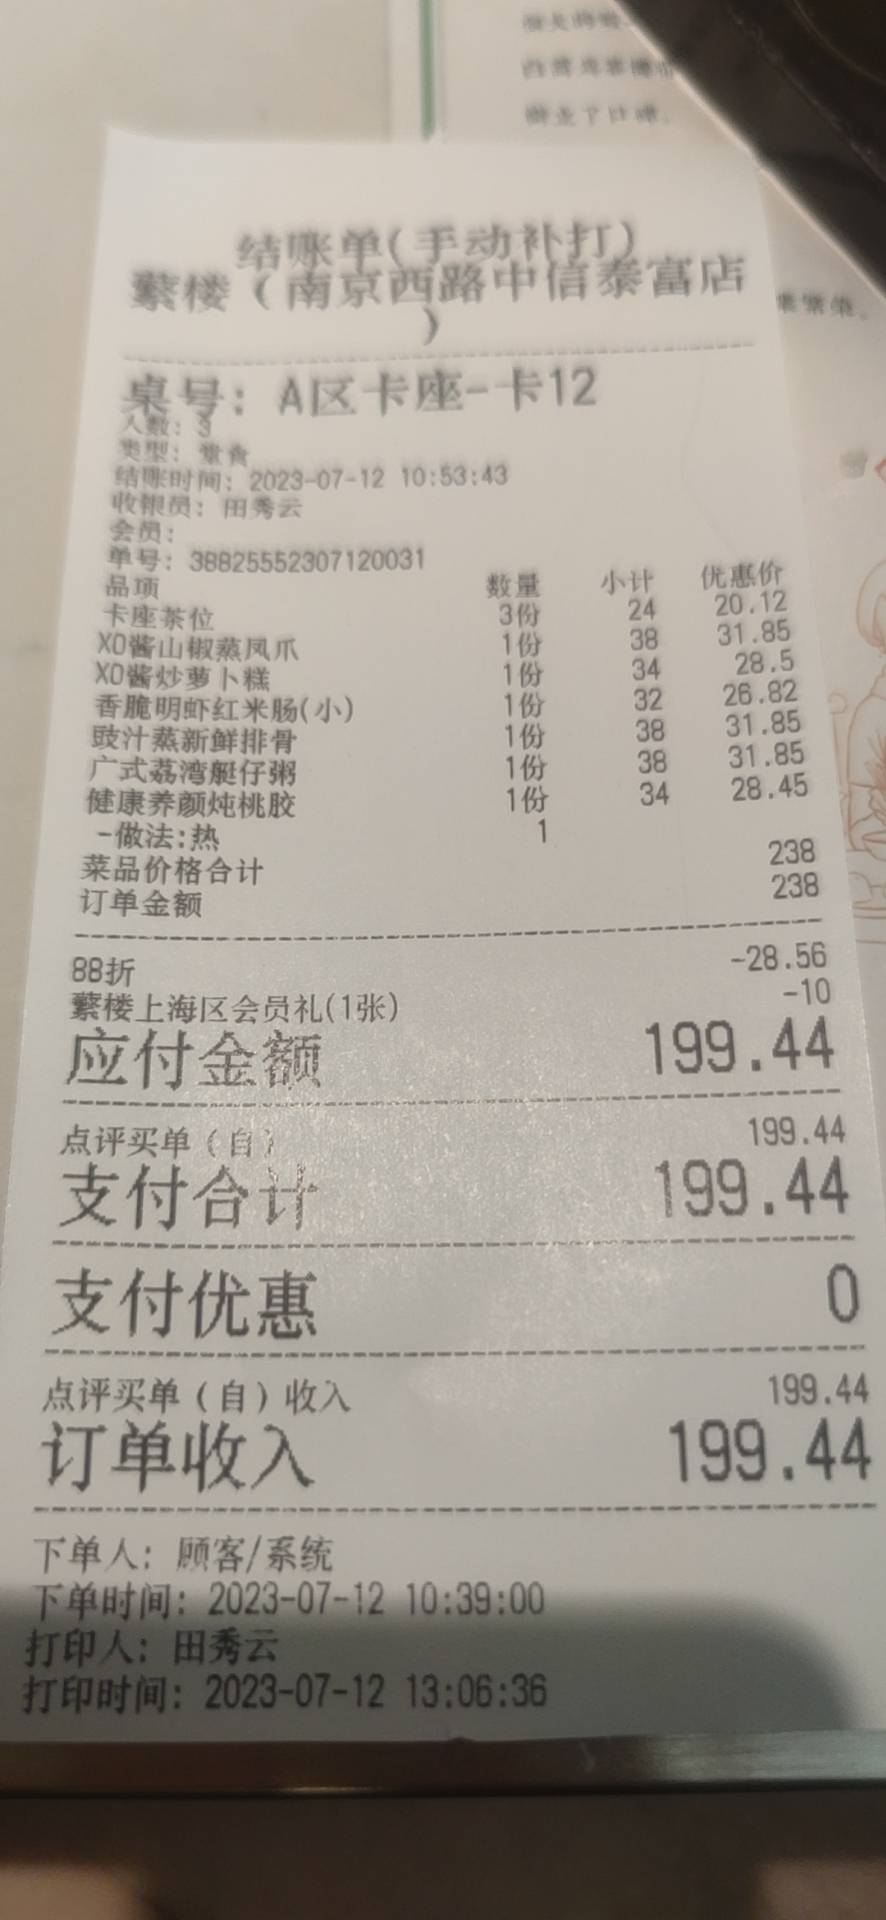 结账单(手动补打)
蘩楼（南京西路中信泰富店
）
桌号: A区卡座-卡12
人数: 3
类型: 堂食
结账时间: 2023-07-12 10:53:43
收银员: 田秀云
会员:
单号: 38825552307120031
品项 数量 小计 优惠价
卡座茶位 3份 24 20.12
XO酱山椒蒸凤爪 1份 38 31.85
XO酱炒萝卜糕 1份 34 28.5
香脆明虾红米肠(小) 1份 32 26.82
豉汁蒸新鲜排骨 1份 38 31.85
广式荔湾艇仔粥 1份 38 31.85
健康养颜炖桃胶 1份 34 28.45
-做法:热 1
菜品价格合计 238
订单金额 238
88折 -28.56
蘩楼上海区会员礼(1张) -10
应付金额 199.44
点评买单（自） 199.44
支付合计 199.44
支付优惠 0
点评买单（自）收入 199.44
订单收入 199.44
下单人: 顾客/系统
下单时间: 2023-07-12 10:39:00
打印人: 田秀云
打印时间: 2023-07-12 13:06:36